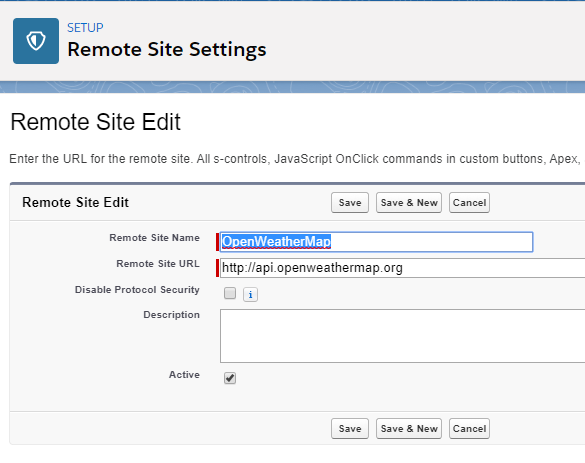 SETUP
Remote Site Settings
Remote Site Edit
Enter the URL for the remote site. All s-controls, JavaScript OnClick commands in custom buttons, Apex,
Remote Site Edit Save Save & New Cancel
Remote Site Name OpenWeatherMap
Remote Site URL http://api.openweathermap.org
Disable Protocol Security i
Description
Active
Save Save & New Cancel